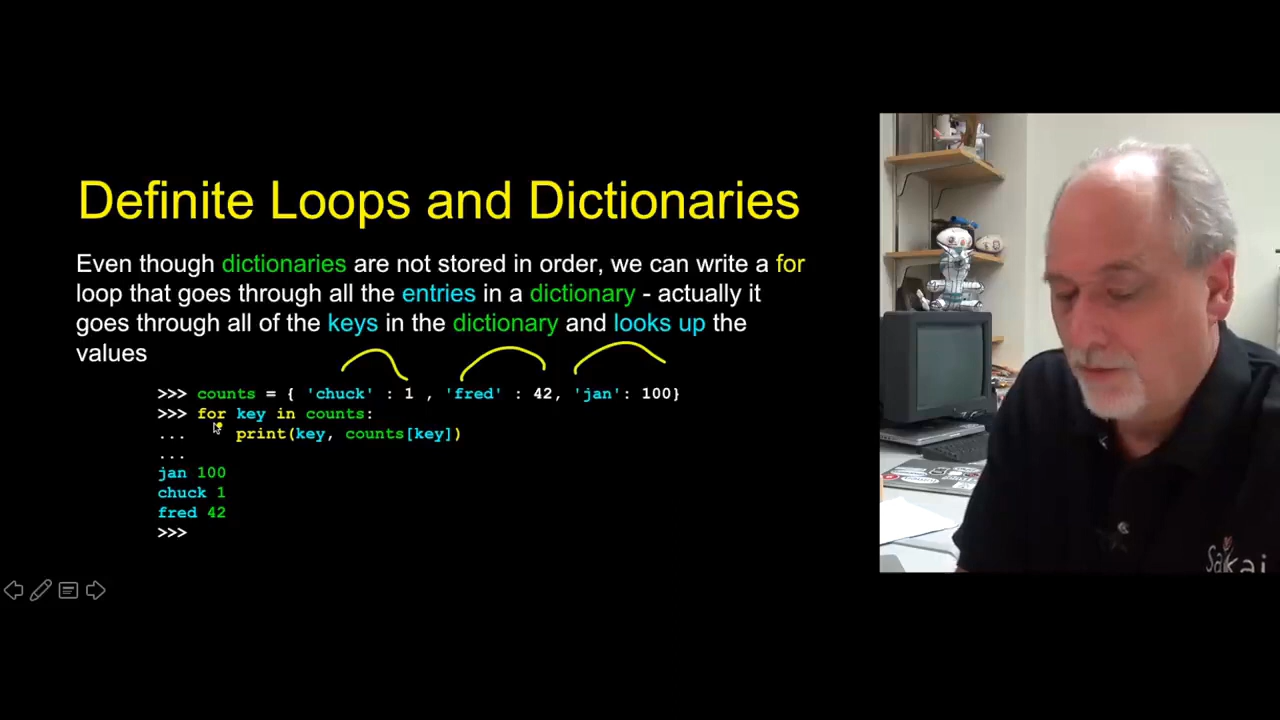 Definite Loops and Dictionaries
Even though dictionaries are not stored in order, we can write a for
loop that goes through all the entries in a dictionary - actually it
goes through all of the keys in the dictionary and looks up the
values
>>> counts = { 'chuck' : 1 , 'fred' : 42, 'jan': 100}
>>> for key in counts:
...     print(key, counts[key])
...
jan 100
chuck 1
fred 42
>>>
Sakai